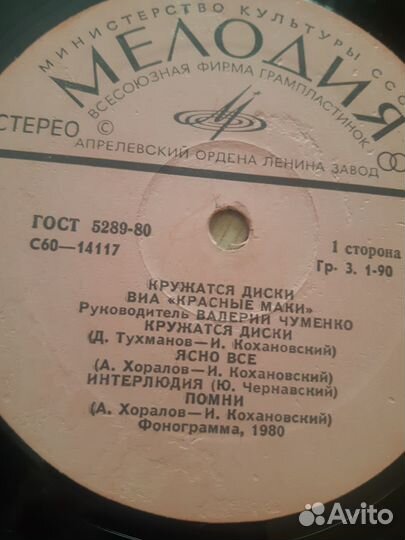 МИНИСТЕРСТВО КУЛЬТУРЫ ССС
МЕЛОДИЯ
ВСЕСОЮЗНАЯ ФИРМА ГРАМПЛАСТИНОК
СТЕРЕО ©
АПРЕЛЕВСКИЙ ОРДЕНА ЛЕНИНА ЗАВОД
ГОСТ 5289-80
С60—14117
1 сторона
Гр. 3. 1-90
КРУЖАТСЯ ДИСКИ
ВИА «КРАСНЫЕ МАКИ»
Руководитель ВАЛЕРИЙ ЧУМЕНКО
КРУЖАТСЯ ДИСКИ
(Д. Тухманов—И. Кохановский)
ЯСНО ВСЕ
(А. Хоралов—И. Кохановский)
ИНТЕРЛЮДИЯ (Ю. Чернавский)
ПОМНИ
(А. Хоралов—И. Кохановский)
Фонограмма, 1980
Avito